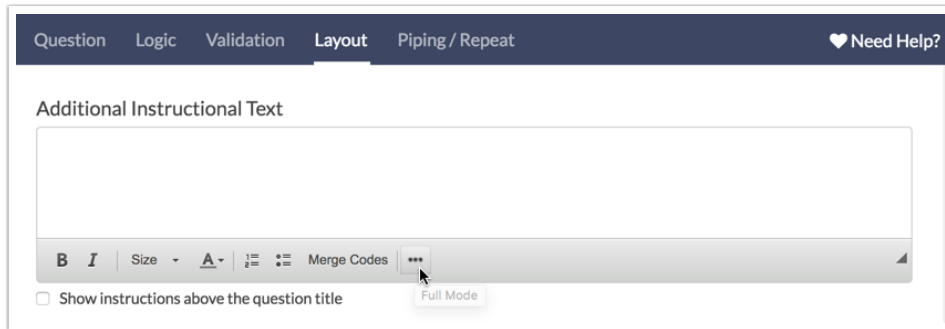 Question Logic Validation Layout Piping / Repeat Need Help?
Additional Instructional Text
B I Size A Merge Codes
Full Mode
Show instructions above the question title